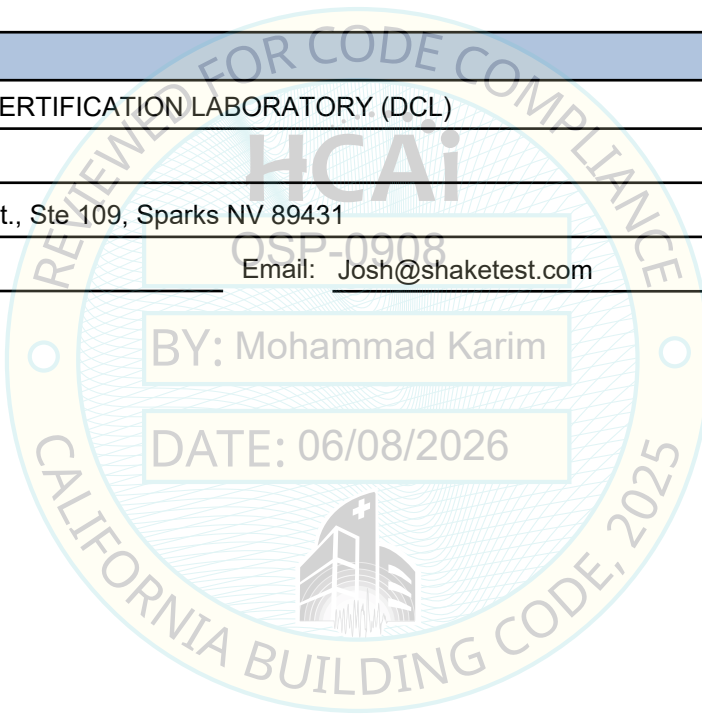 REVIEWED FOR CODE COMPLIANCE
ERTIFICATION LABORATORY (DCL)
HCAi
t., Ste 109, Sparks NV 89431
OSP-0908
Email: Josh@shaketest.com
BY: Mohammad Karim
DATE: 06/08/2026
CALIFORNIA BUILDING CODE, 2025